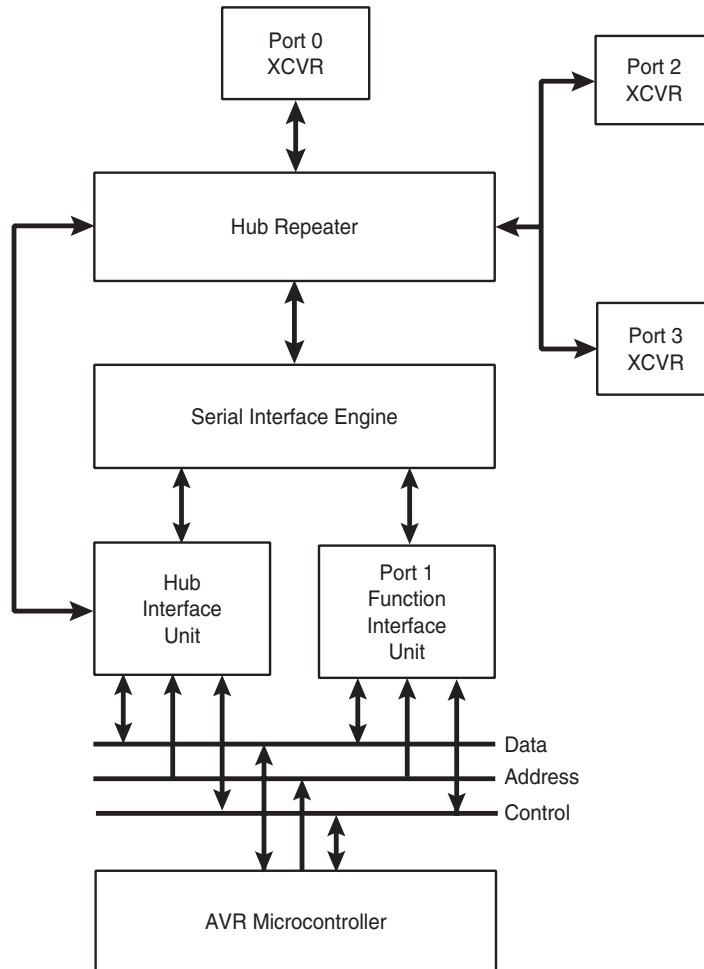 Port 0
XCVR
Port 2
XCVR
Hub Repeater
Port 3
XCVR
Serial Interface Engine
Hub
Interface
Unit
Port 1
Function
Interface
Unit
Data
Address
Control
AVR Microcontroller